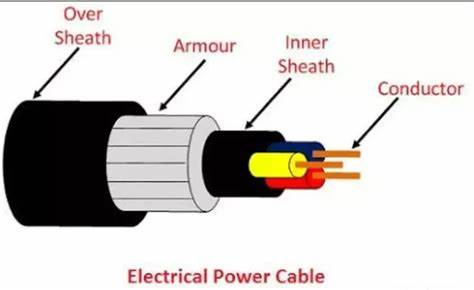 Over
Sheath
Armour
Inner
Sheath
Conductor
Electrical Power Cable